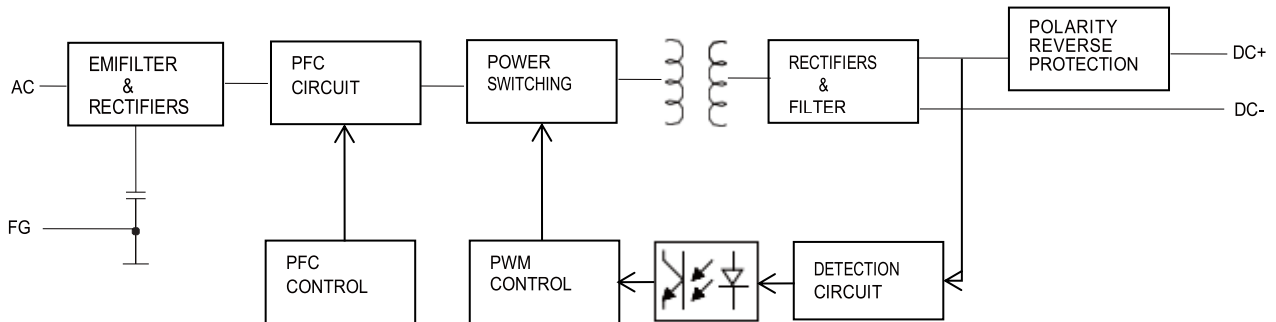 AC
EMIFILTER
&
RECTIFIERS
PFC
CIRCUIT
POWER
SWITCHING
RECTIFIERS
&
FILTER
POLARITY
REVERSE
PROTECTION
DC+
DC-
FG
PFC
CONTROL
PWM
CONTROL
DETECTION
CIRCUIT